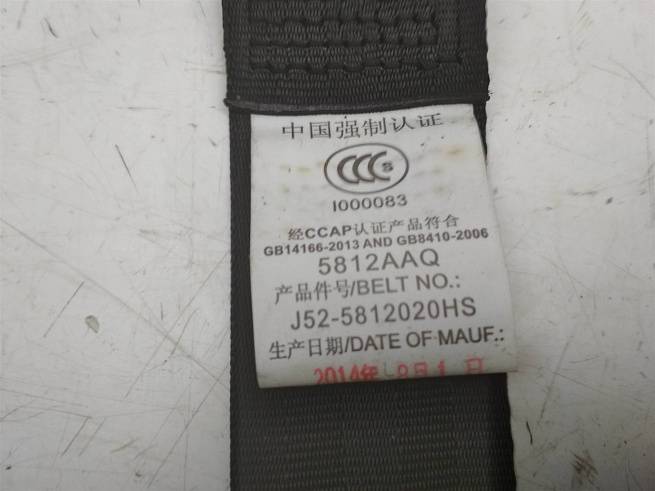 中国强制认证
CCC S
I000083
经CCAP认证产品符合
GB14166-2013 AND GB8410-2006
5812AAQ
产品件号/BELT NO.:
J52-5812020HS
生产日期/DATE OF MAUF.:
2014年 日